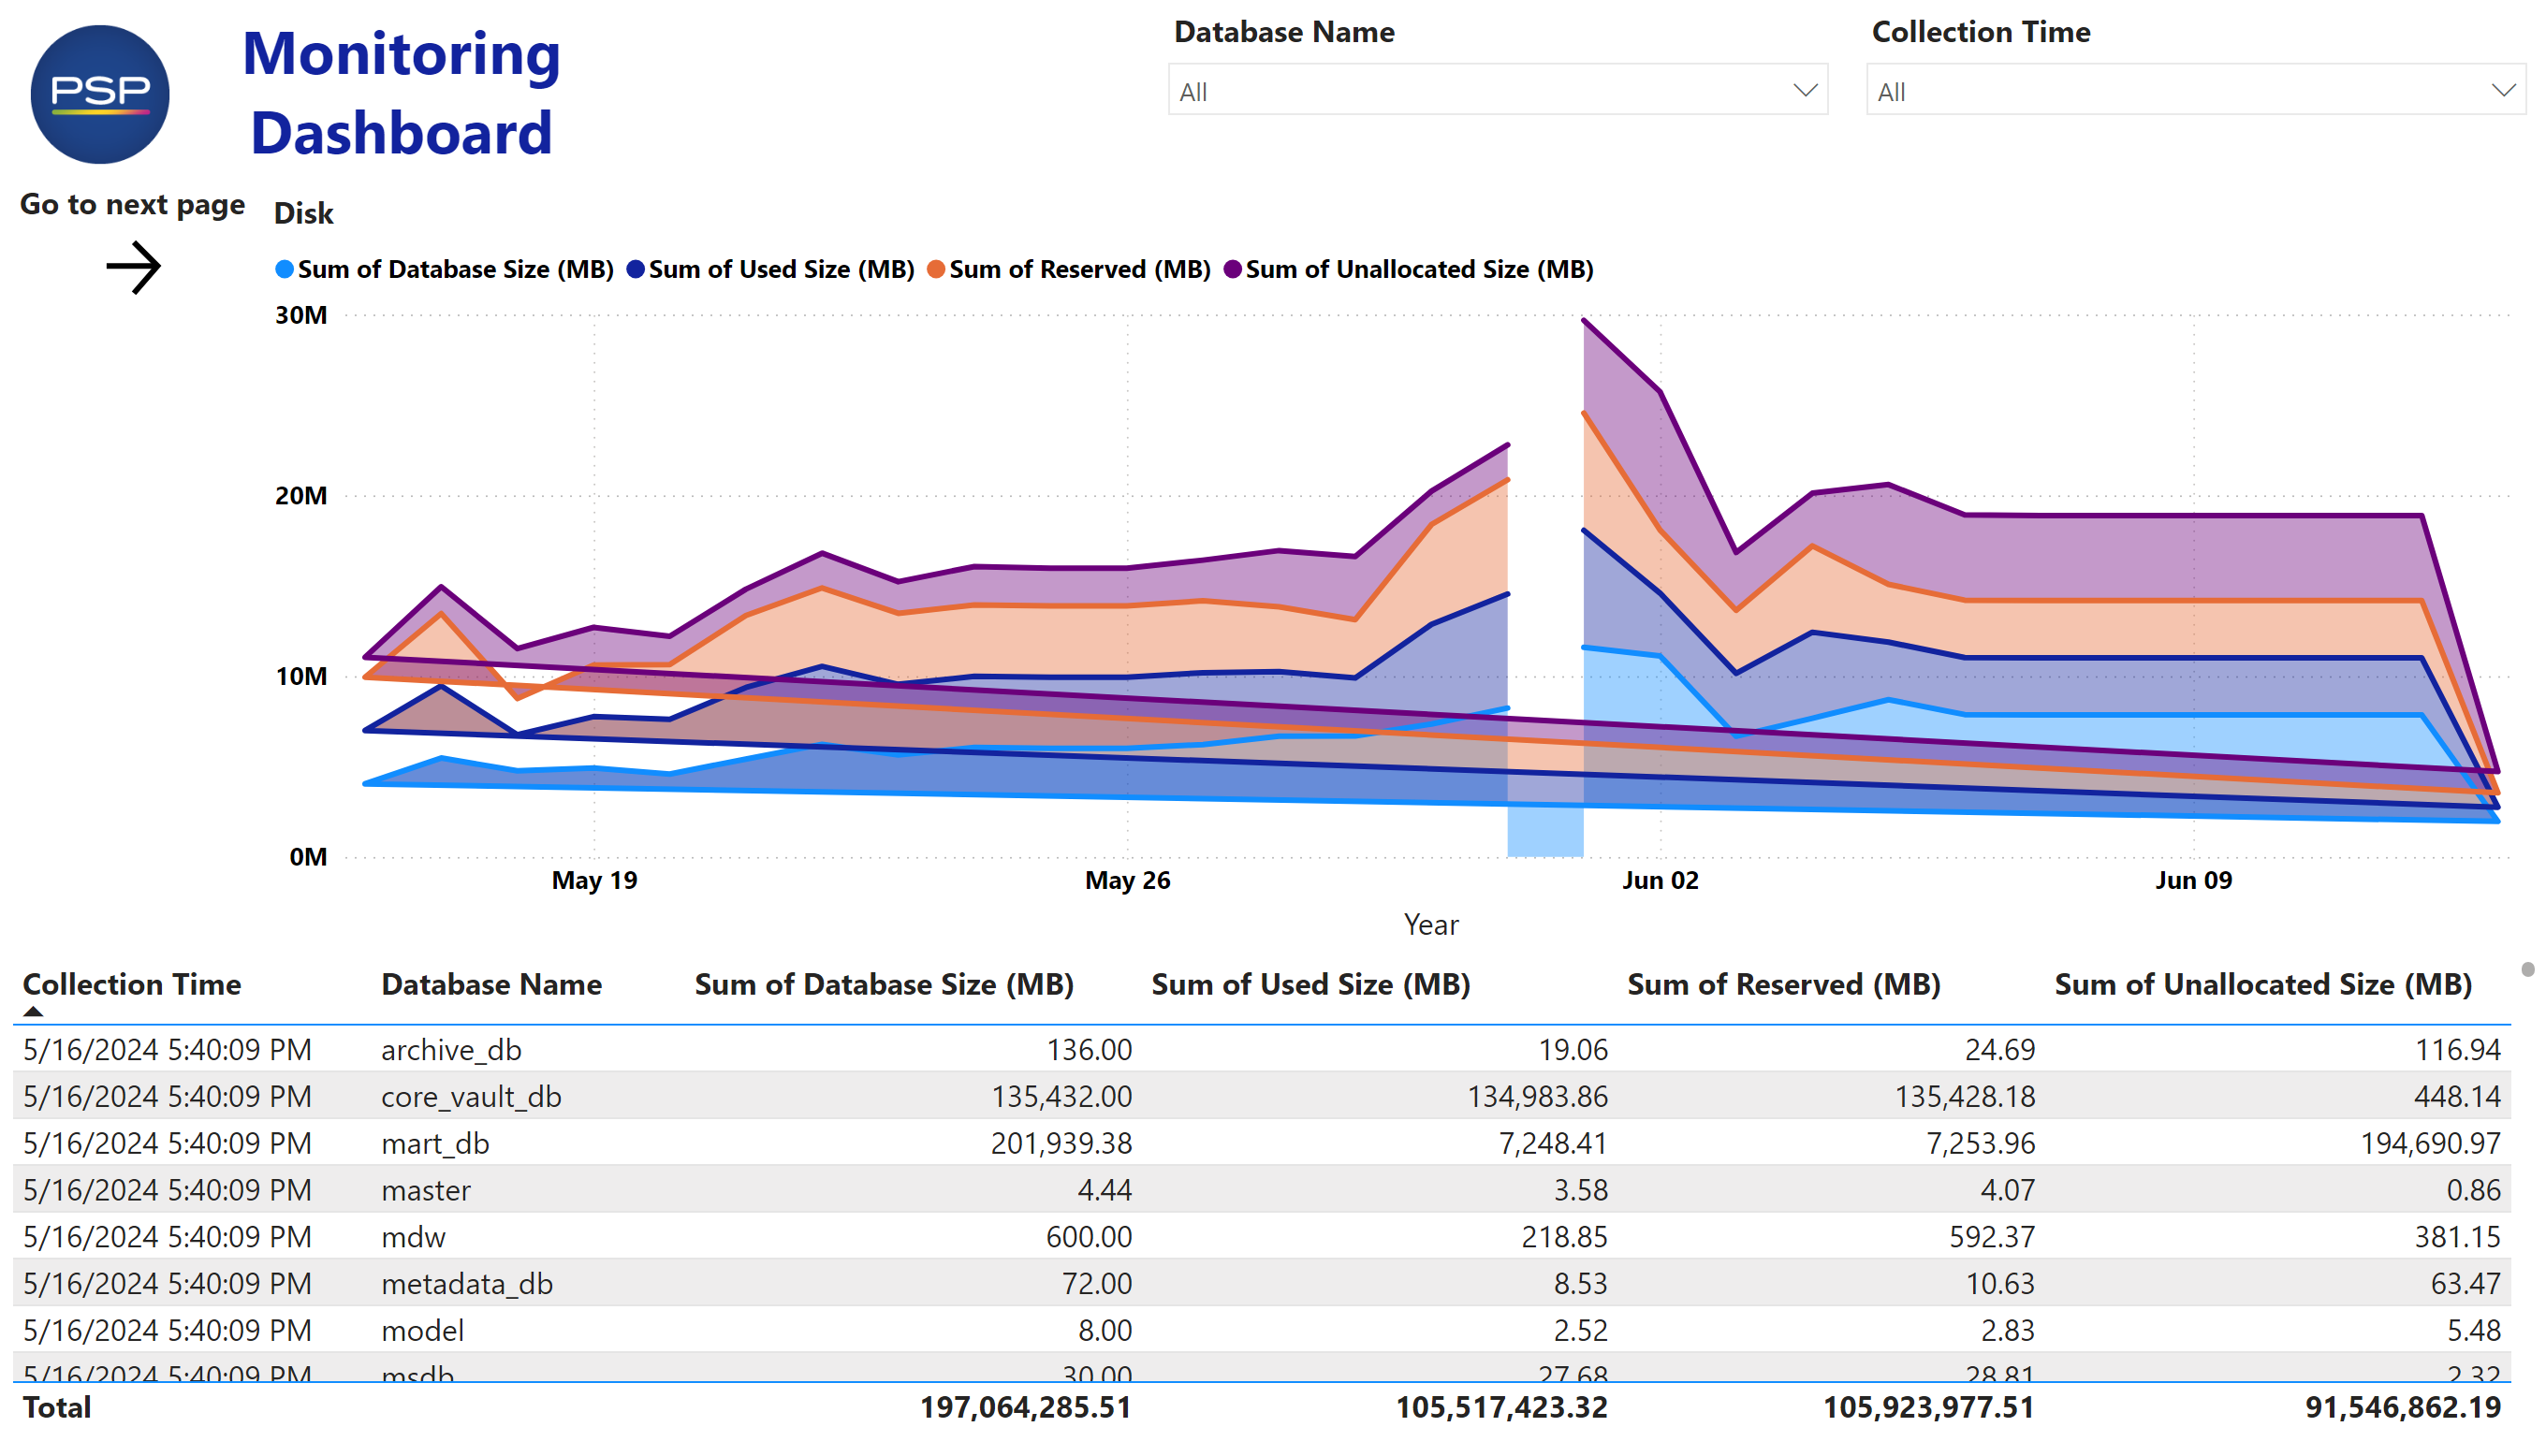 PSP
Monitoring
Dashboard
Database Name
All
Collection Time
All
Go to next page
Disk
Sum of Database Size (MB) Sum of Used Size (MB) Sum of Reserved (MB) Sum of Unallocated Size (MB)
30M
20M
10M
0M
May 19 May 26 Jun 02 Jun 09
Year
Collection Time Database Name Sum of Database Size (MB) Sum of Used Size (MB) Sum of Reserved (MB) Sum of Unallocated Size (MB)
5/16/2024 5:40:09 PM archive_db 136.00 19.06 24.69 116.94
5/16/2024 5:40:09 PM core_vault_db 135,432.00 134,983.86 135,428.18 448.14
5/16/2024 5:40:09 PM mart_db 201,939.38 7,248.41 7,253.96 194,690.97
5/16/2024 5:40:09 PM master 4.44 3.58 4.07 0.86
5/16/2024 5:40:09 PM mdw 600.00 218.85 592.37 381.15
5/16/2024 5:40:09 PM metadata_db 72.00 8.53 10.63 63.47
5/16/2024 5:40:09 PM model 8.00 2.52 2.83 5.48
5/16/2024 5:40:09 PM msdb 30.00 27.68 28.81 2.32
Total 197,064,285.51 105,517,423.32 105,923,977.51 91,546,862.19